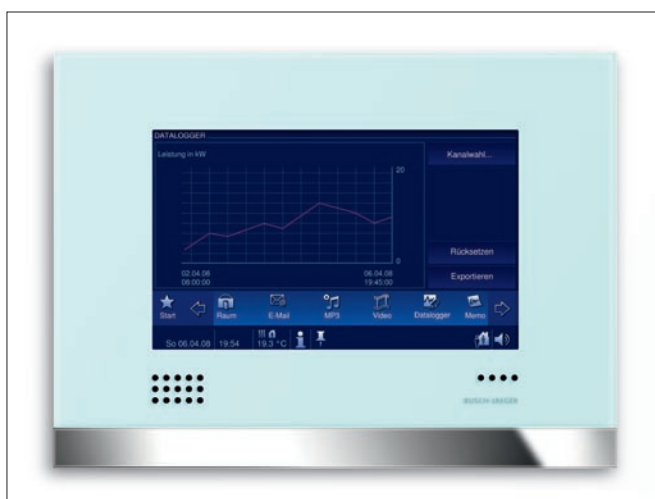 DATALOGGER
Leistung in kW
Kanalwahl...
20
0
Rücksetzen
02.04.08
08:00:00
06.04.08
19:45:00
Exportieren
Start
Raum
E-Mail
MP3
Video
Datalogger
Memo
So 06.04.08
19:54
19.3 °C
BUSCH-JAEGER